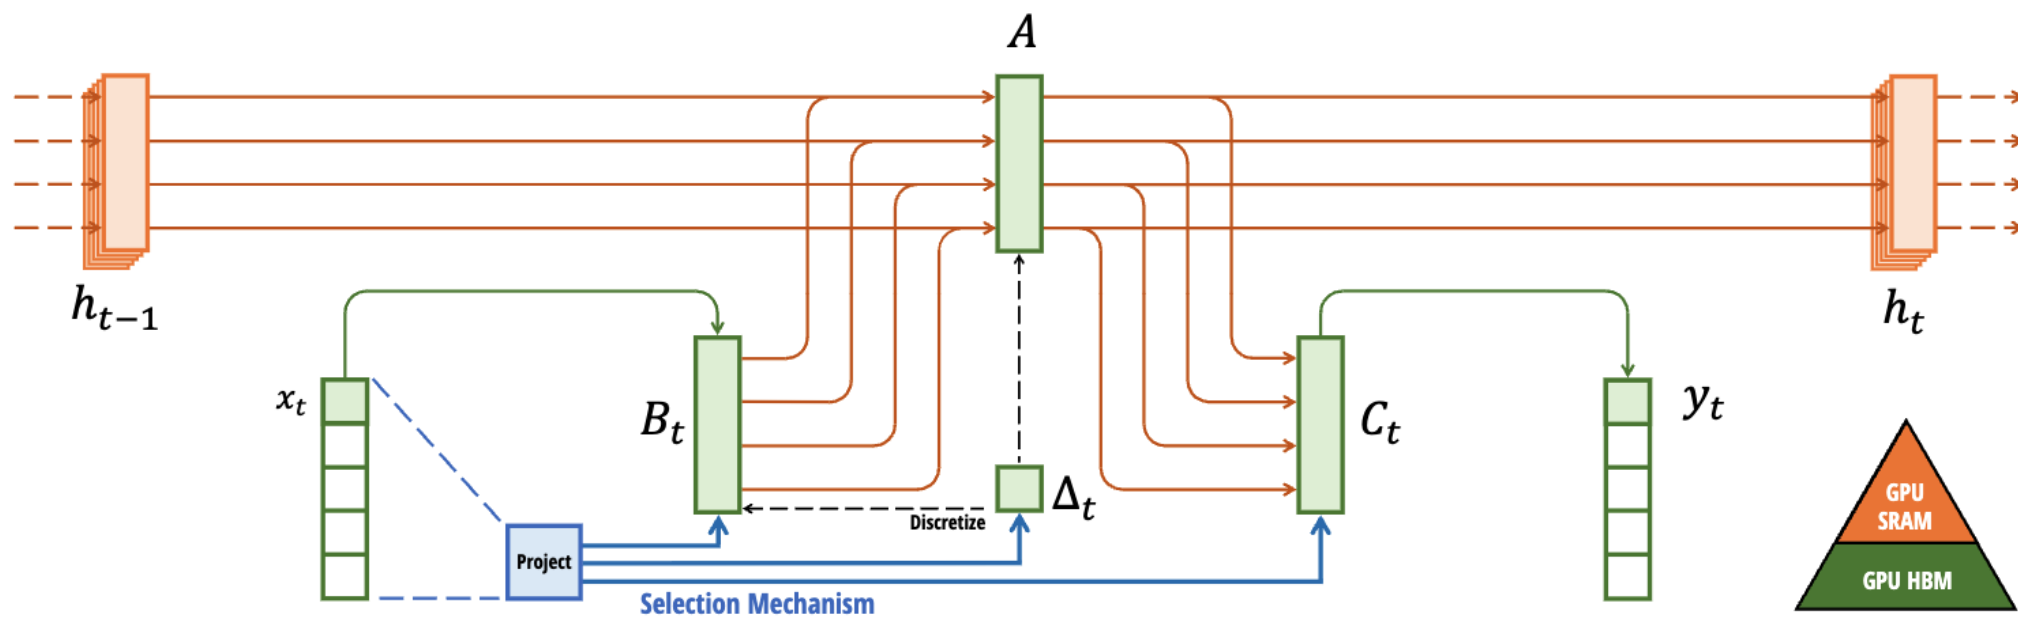 A
h_{t-1}
h_t
x_t
B_t
Δ_t
C_t
y_t
Discretize
Project
Selection Mechanism
GPU
SRAM
GPU HBM